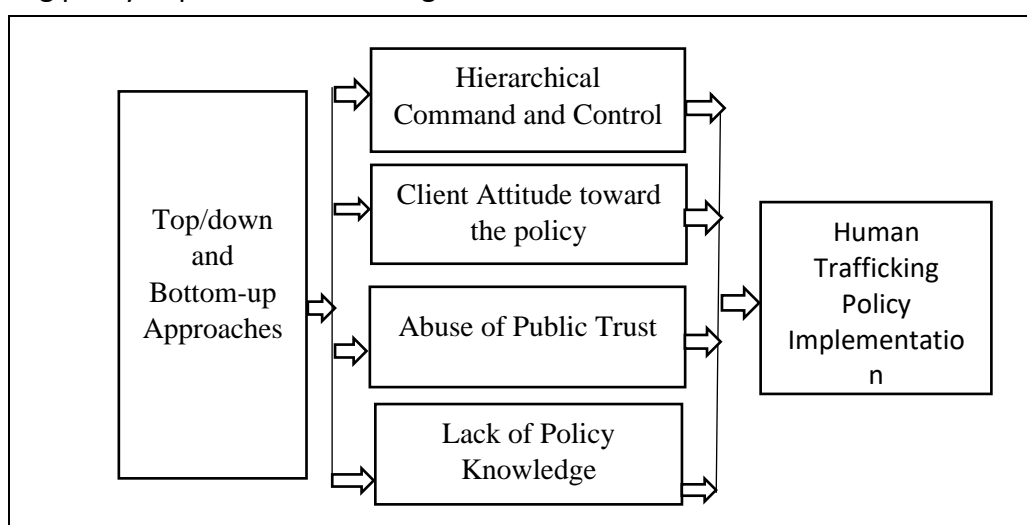 Top/down
and
Bottom-up
Approaches
Hierarchical
Command and Control
Client Attitude toward
the policy
Abuse of Public Trust
Lack of Policy
Knowledge
Human
Trafficking
Policy
Implementatio
n